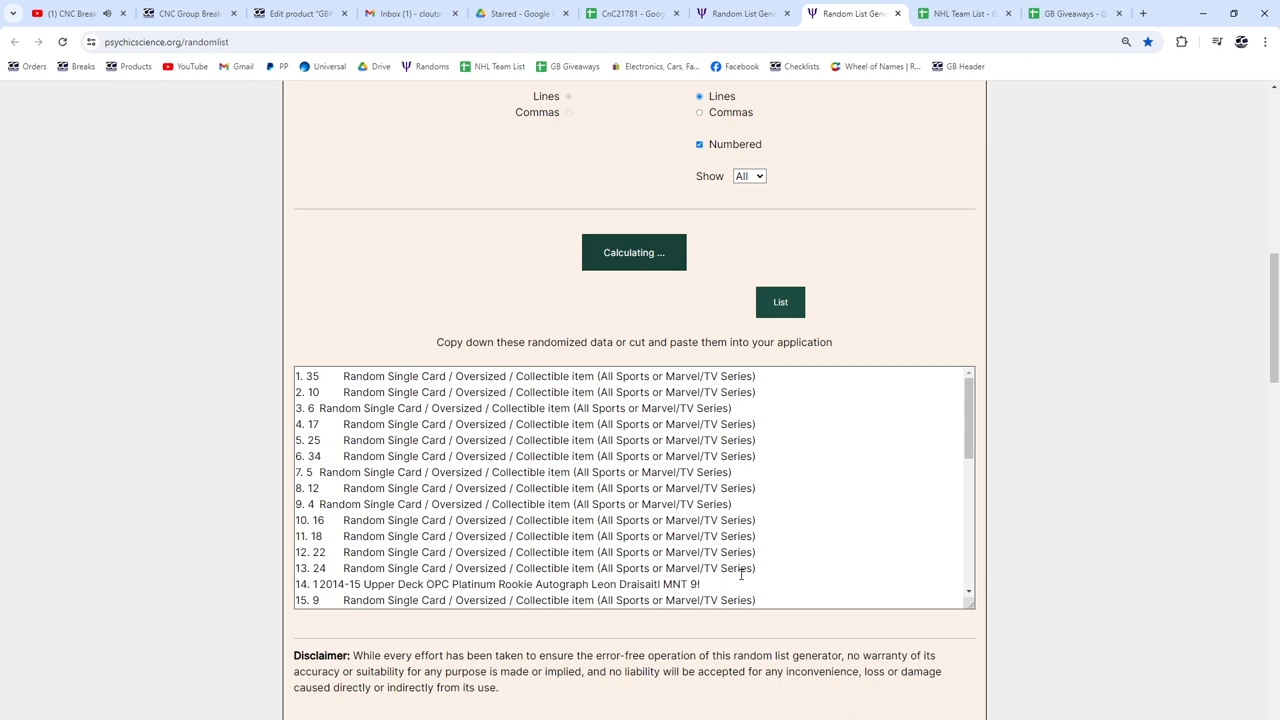 (1) CNC Break
CNC Group Break
Edit product "GB#
Inbox (1) - clouts
Starred - Google
CnC21781 - Goog
Random List Gene
Random List Gene
NHL Team List - G
GB Giveaways - G
psychicscience.org/randomlist
Orders
Breaks
Products
YouTube
Gmail
PP
Universal
Drive
Randoms
NHL Team List
GB Giveaways
Electronics, Cars, Fa...
Facebook
Checklists
Wheel of Names | R...
GB Header
Lines Lines
Commas Commas
Numbered
Show All
Calculating ...
List
Copy down these randomized data or cut and paste them into your application
1. 35 Random Single Card / Oversized / Collectible item (All Sports or Marvel/TV Series)
2. 10 Random Single Card / Oversized / Collectible item (All Sports or Marvel/TV Series)
3. 6 Random Single Card / Oversized / Collectible item (All Sports or Marvel/TV Series)
4. 17 Random Single Card / Oversized / Collectible item (All Sports or Marvel/TV Series)
5. 25 Random Single Card / Oversized / Collectible item (All Sports or Marvel/TV Series)
6. 34 Random Single Card / Oversized / Collectible item (All Sports or Marvel/TV Series)
7. 5 Random Single Card / Oversized / Collectible item (All Sports or Marvel/TV Series)
8. 12 Random Single Card / Oversized / Collectible item (All Sports or Marvel/TV Series)
9. 4 Random Single Card / Oversized / Collectible item (All Sports or Marvel/TV Series)
10. 16 Random Single Card / Oversized / Collectible item (All Sports or Marvel/TV Series)
11. 18 Random Single Card / Oversized / Collectible item (All Sports or Marvel/TV Series)
12. 22 Random Single Card / Oversized / Collectible item (All Sports or Marvel/TV Series)
13. 24 Random Single Card / Oversized / Collectible item (All Sports or Marvel/TV Series)
14. 1 2014-15 Upper Deck OPC Platinum Rookie Autograph Leon Draisaitl MNT 9!
15. 9 Random Single Card / Oversized / Collectible item (All Sports or Marvel/TV Series)
Disclaimer: While every effort has been taken to ensure the error-free operation of this random list generator, no warranty of its
accuracy or suitability for any purpose is made or implied, and no liability will be accepted for any inconvenience, loss or damage
caused directly or indirectly from its use.